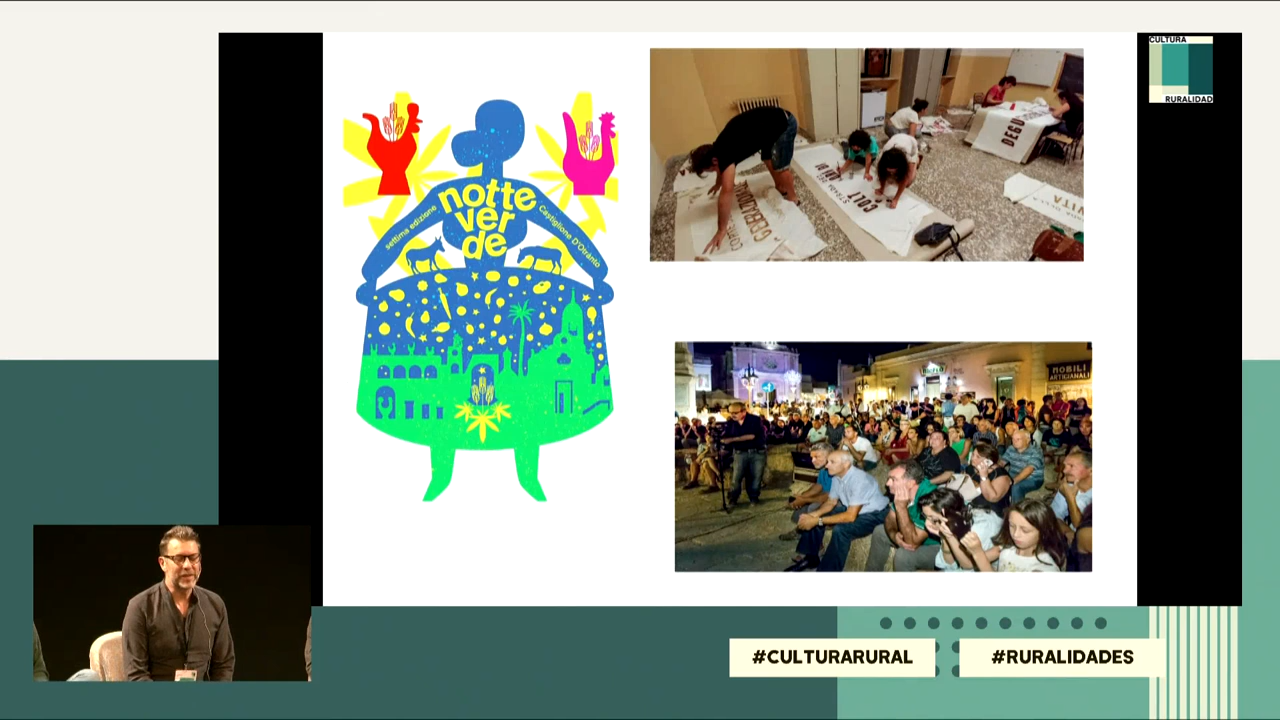 CULTURA
RURALIDAD
settima edizione
notte
ver
de
Castiglione D'Otranto
MOBILI
ARTIGIANALI
#CULTURARURAL
#RURALIDADES